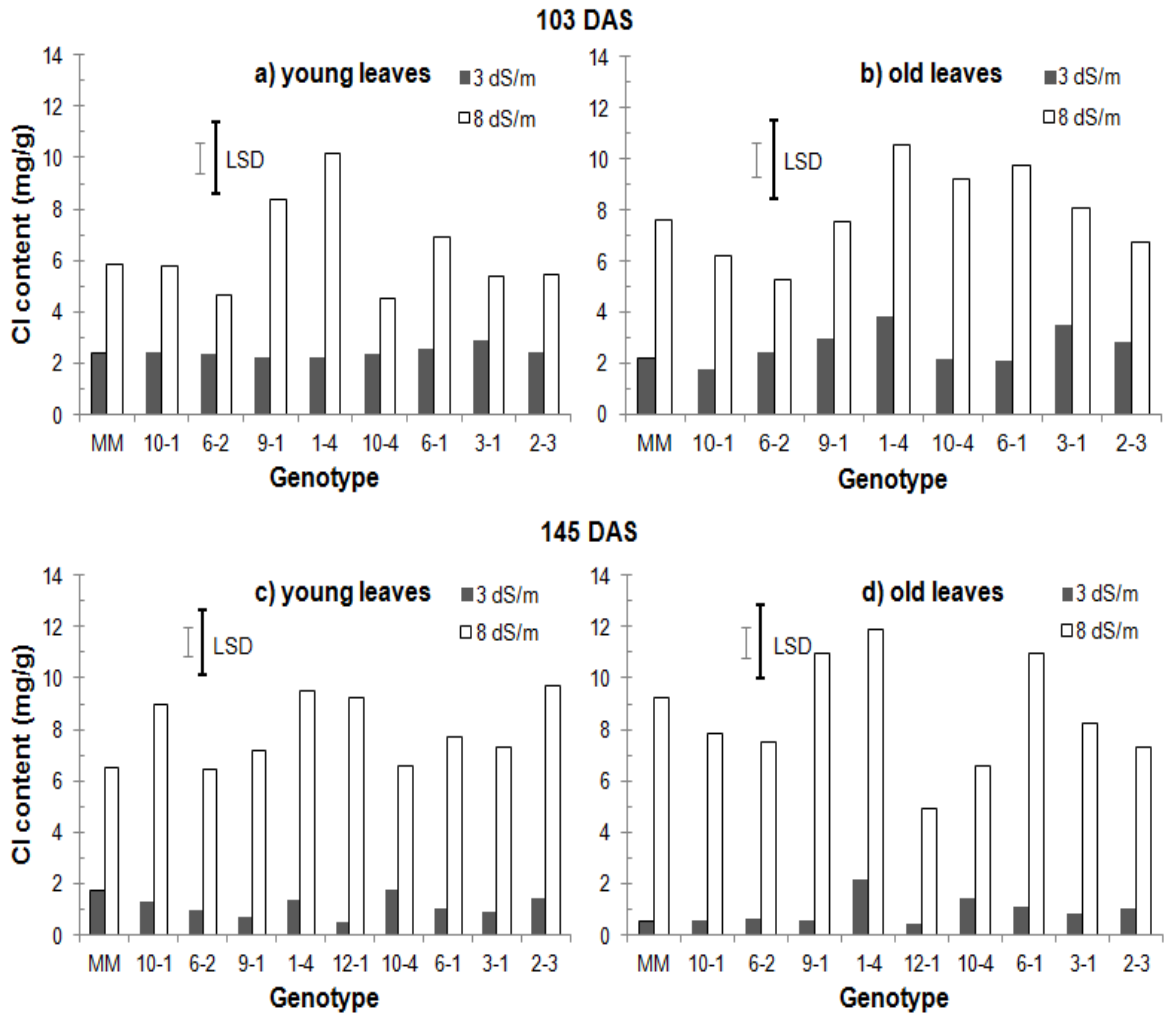 103 DAS
a) young leaves
3 dS/m
8 dS/m
LSD
14
12
10
8
6
4
2
0
Cl content (mg/g)
MM 10-1 6-2 9-1 1-4 10-4 6-1 3-1 2-3
Genotype
b) old leaves
3 dS/m
8 dS/m
LSD
14
12
10
8
6
4
2
0
MM 10-1 6-2 9-1 1-4 10-4 6-1 3-1 2-3
Genotype
145 DAS
c) young leaves
3 dS/m
8 dS/m
LSD
14
12
10
8
6
4
2
0
Cl content (mg/g)
MM 10-1 6-2 9-1 1-4 12-1 10-4 6-1 3-1 2-3
Genotype
d) old leaves
3 dS/m
8 dS/m
LSD
14
12
10
8
6
4
2
0
MM 10-1 6-2 9-1 1-4 12-1 10-4 6-1 3-1 2-3
Genotype